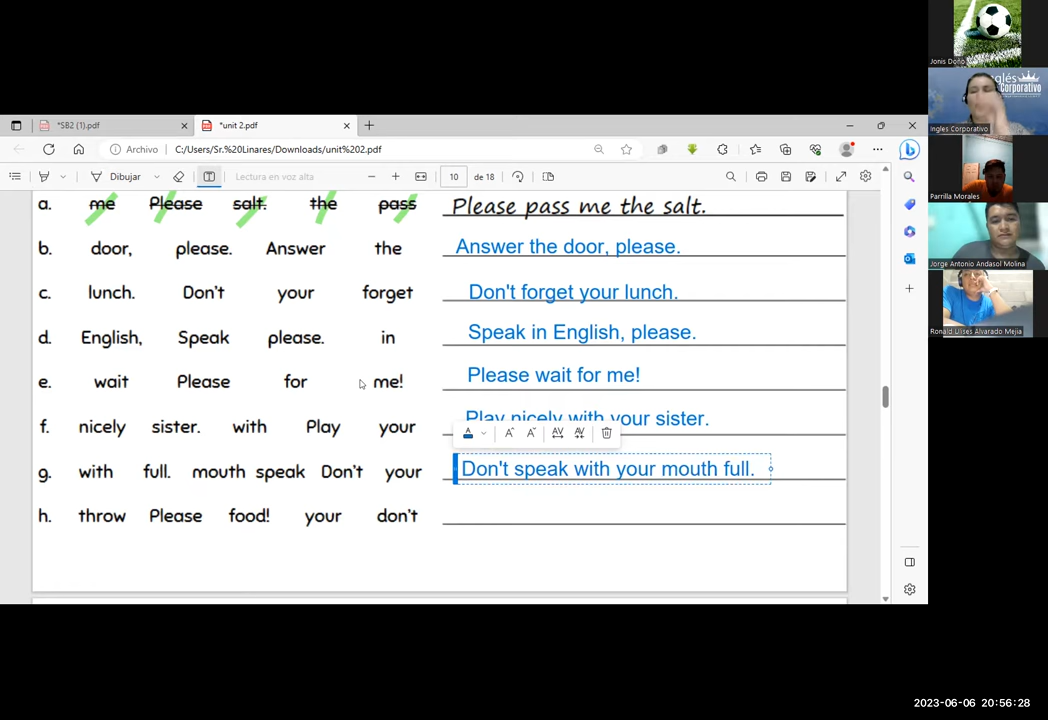 Jonis Doño
*SB2 (1).pdf
*unit 2.pdf
Archivo C:/Users/Sr.%20Linares/Downloads/unit%202.pdf
Inglés Corporativo
Ingles Corporativo
Dibujar
Lectura en voz alta
10 de 18
Parrilla Morales
a. me Please salt. the pass Please pass me the salt.
b. door, please. Answer the Answer the door, please.
Jorge Antonio Andasol Molina
c. lunch. Don't your forget Don't forget your lunch.
d. English, Speak please. in Speak in English, please.
Ronald Ulises Alvarado Mejia
e. wait Please for me! Please wait for me!
f. nicely sister. with Play your Play nicely with your sister.
g. with full. mouth speak Don't your Don't speak with your mouth full.
h. throw Please food! your don't
2023-06-06 20:56:28